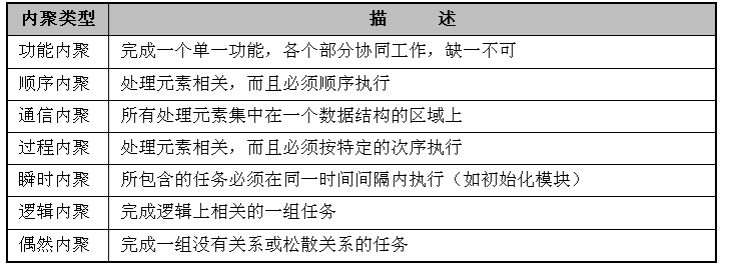 内聚类型 描 述
功能内聚 完成一个单一功能，各个部分协同工作，缺一不可
顺序内聚 处理元素相关，而且必须顺序执行
通信内聚 所有处理元素集中在一个数据结构的区域上
过程内聚 处理元素相关，而且必须按特定的次序执行
瞬时内聚 所包含的任务必须在同一时间间隔内执行（如初始化模块）
逻辑内聚 完成逻辑上相关的一组任务
偶然内聚 完成一组没有关系或松散关系的任务